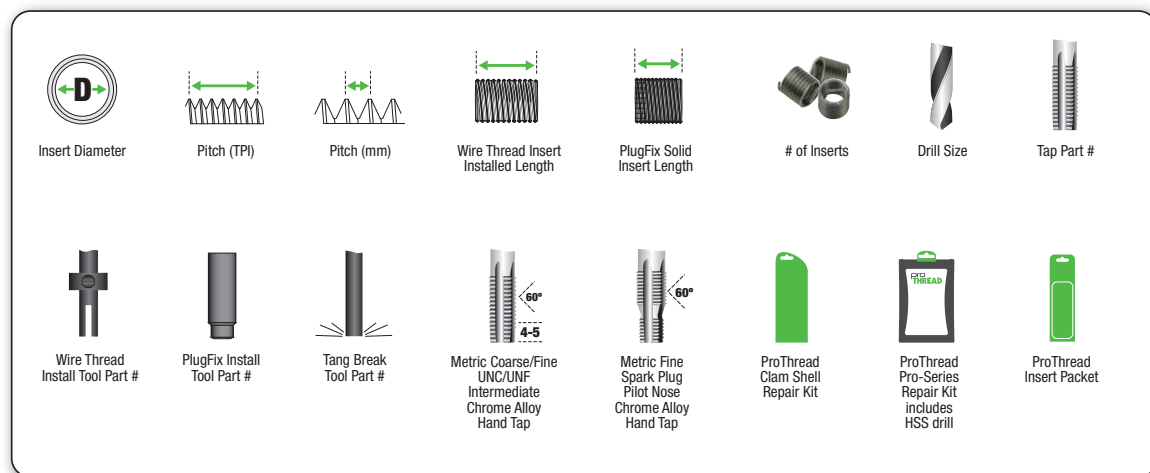 D
Insert Diameter
Pitch (TPI)
Pitch (mm)
Wire Thread Insert
Installed Length
PlugFix Solid
Insert Length
# of Inserts
Drill Size
Tap Part #
Wire Thread
Install Tool Part #
PlugFix Install
Tool Part #
Tang Break
Tool Part #
60º
4-5
Metric Coarse/Fine
UNC/UNF
Intermediate
Chrome Alloy
Hand Tap
60º
Metric Fine
Spark Plug
Pilot Nose
Chrome Alloy
Hand Tap
ProThread
Clam Shell
Repair Kit
pro
THREAD
ProThread
Pro-Series
Repair Kit
includes
HSS drill
ProThread
Insert Packet